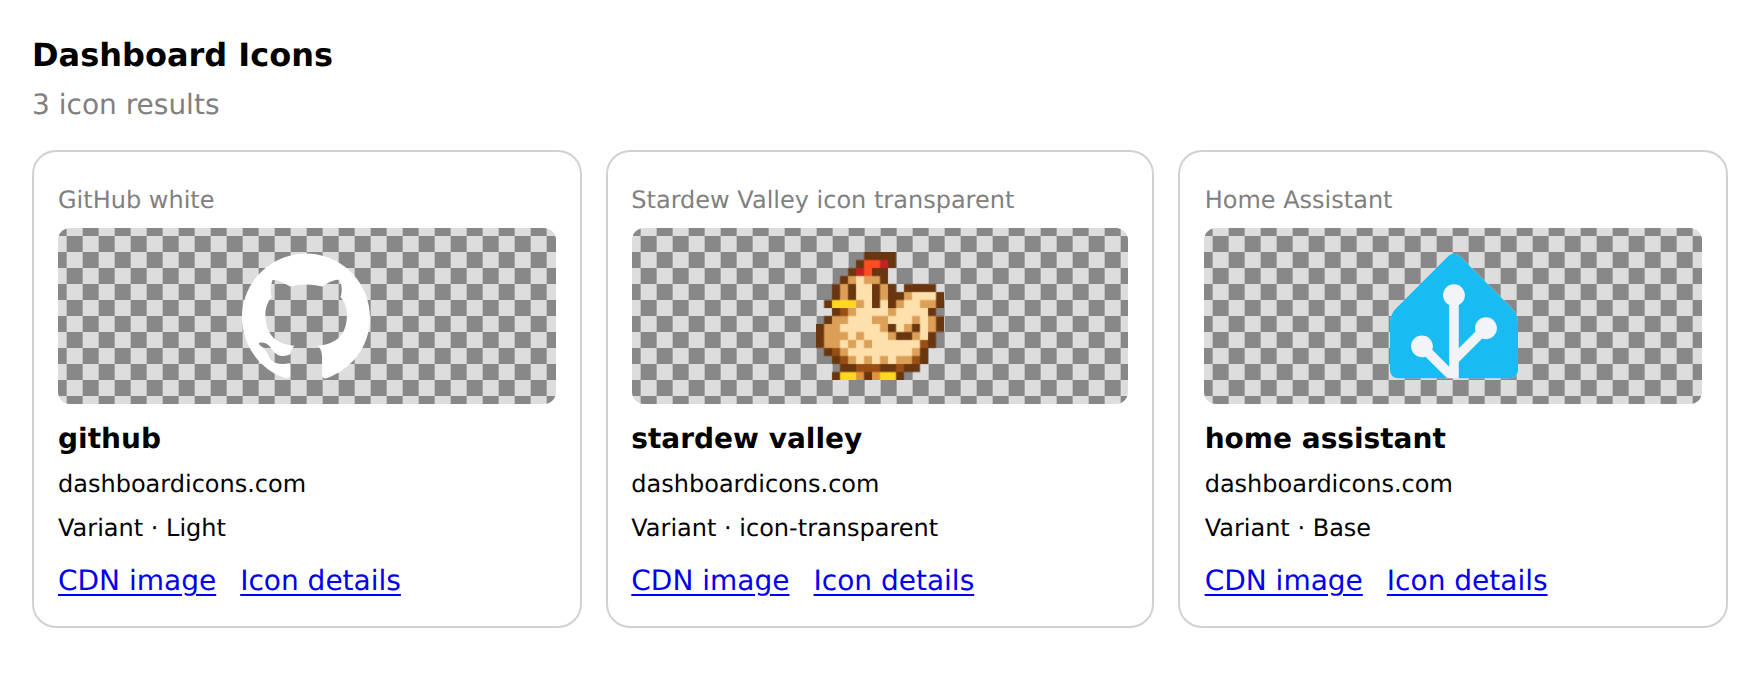 Dashboard Icons
3 icon results
GitHub white
github
dashboardicons.com
Variant · Light
CDN image Icon details
Stardew Valley icon transparent
stardew valley
dashboardicons.com
Variant · icon-transparent
CDN image Icon details
Home Assistant
home assistant
dashboardicons.com
Variant · Base
CDN image Icon details